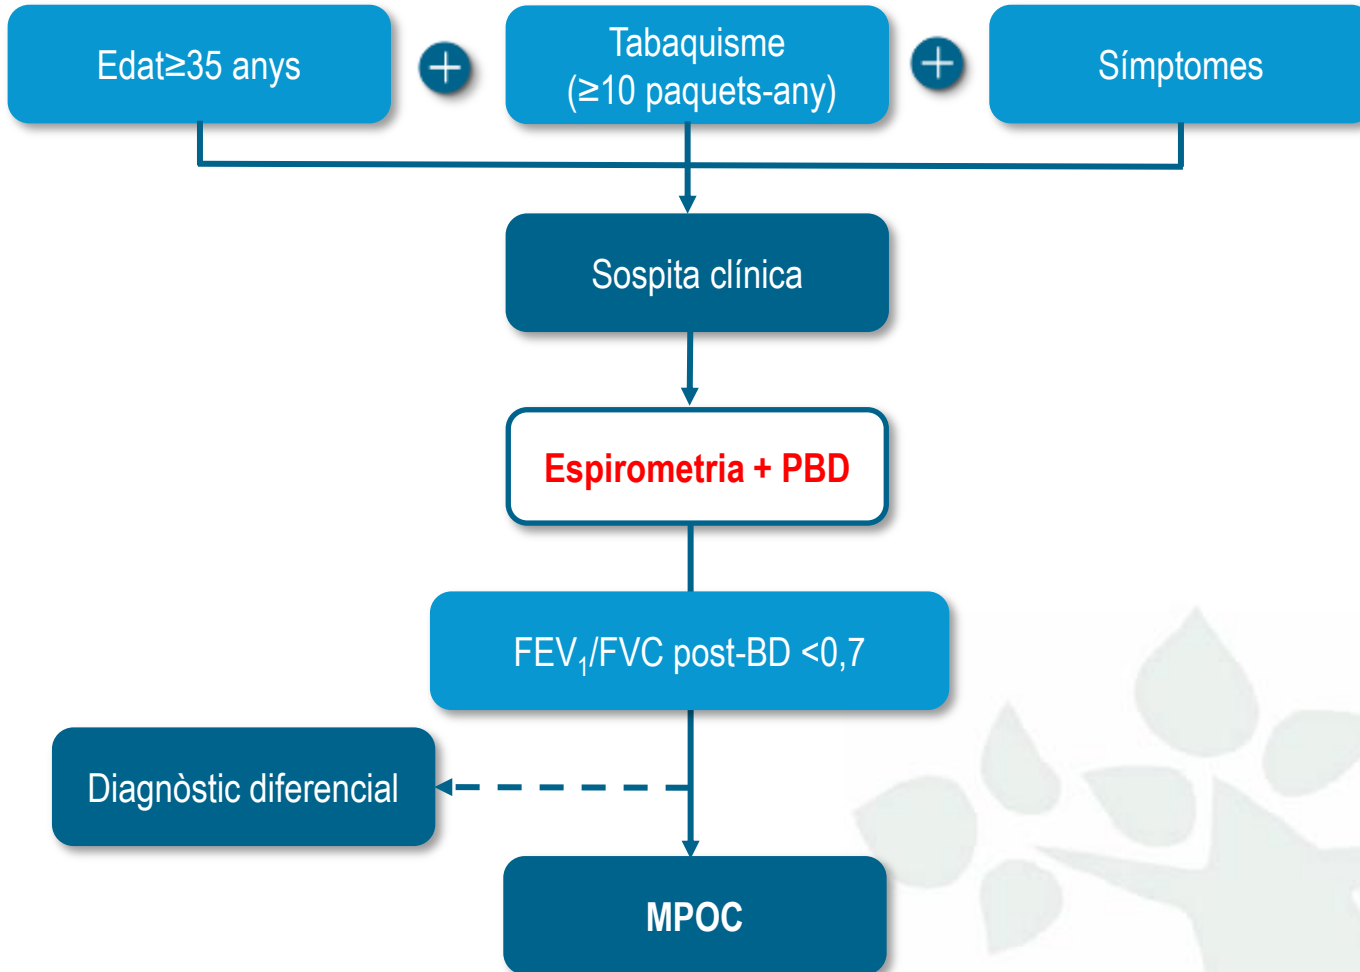 Edat≥35 anys
+
Tabaquisme
(≥10 paquets-any)
+
Símptomes
Sospita clínica
Espirometria + PBD
FEV₁/FVC post-BD <0,7
Diagnòstic diferencial
MPOC